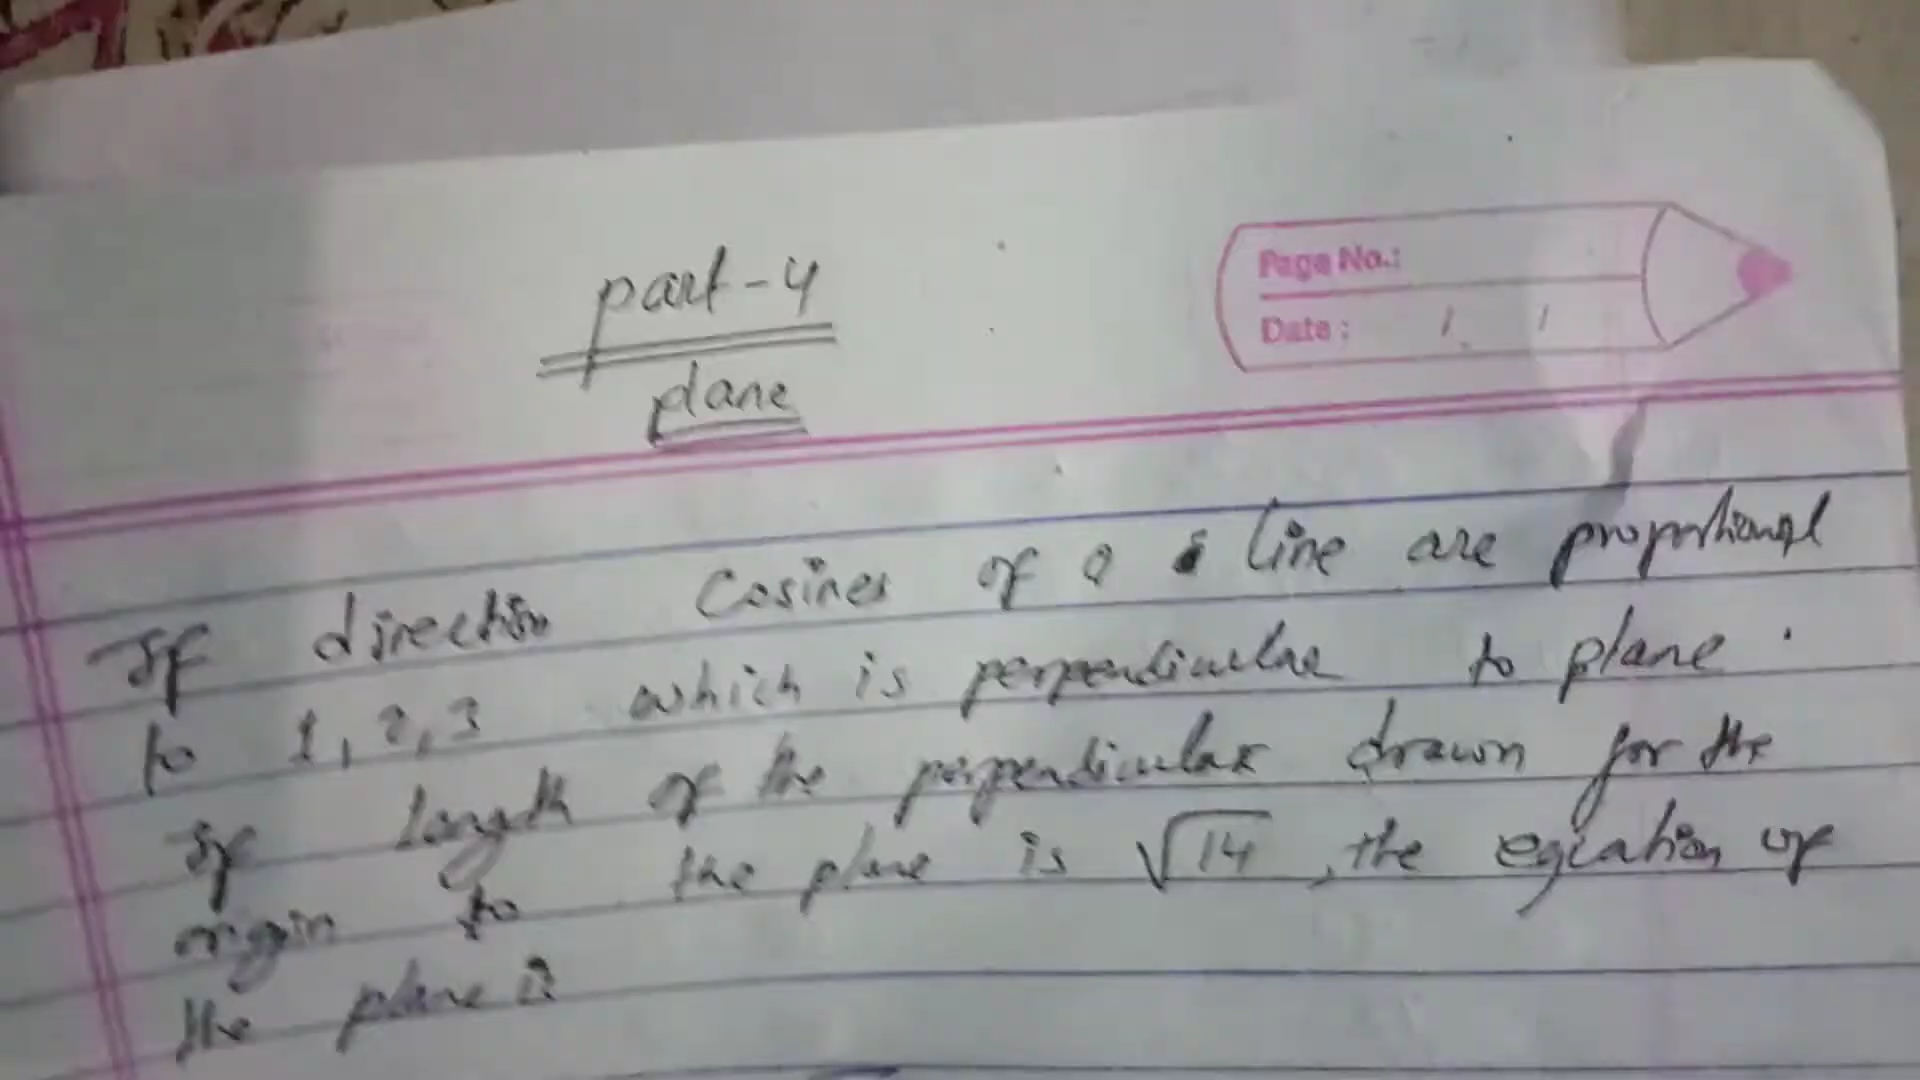 part-4
plane
Page No.:
Date: / /
If direction Cosines of a line are proportional
to 1, 2, 3 which is perpendicular to plane.
If length of the perpendicular drawn for the
origin to the plane is √14, the equation of
the plane is